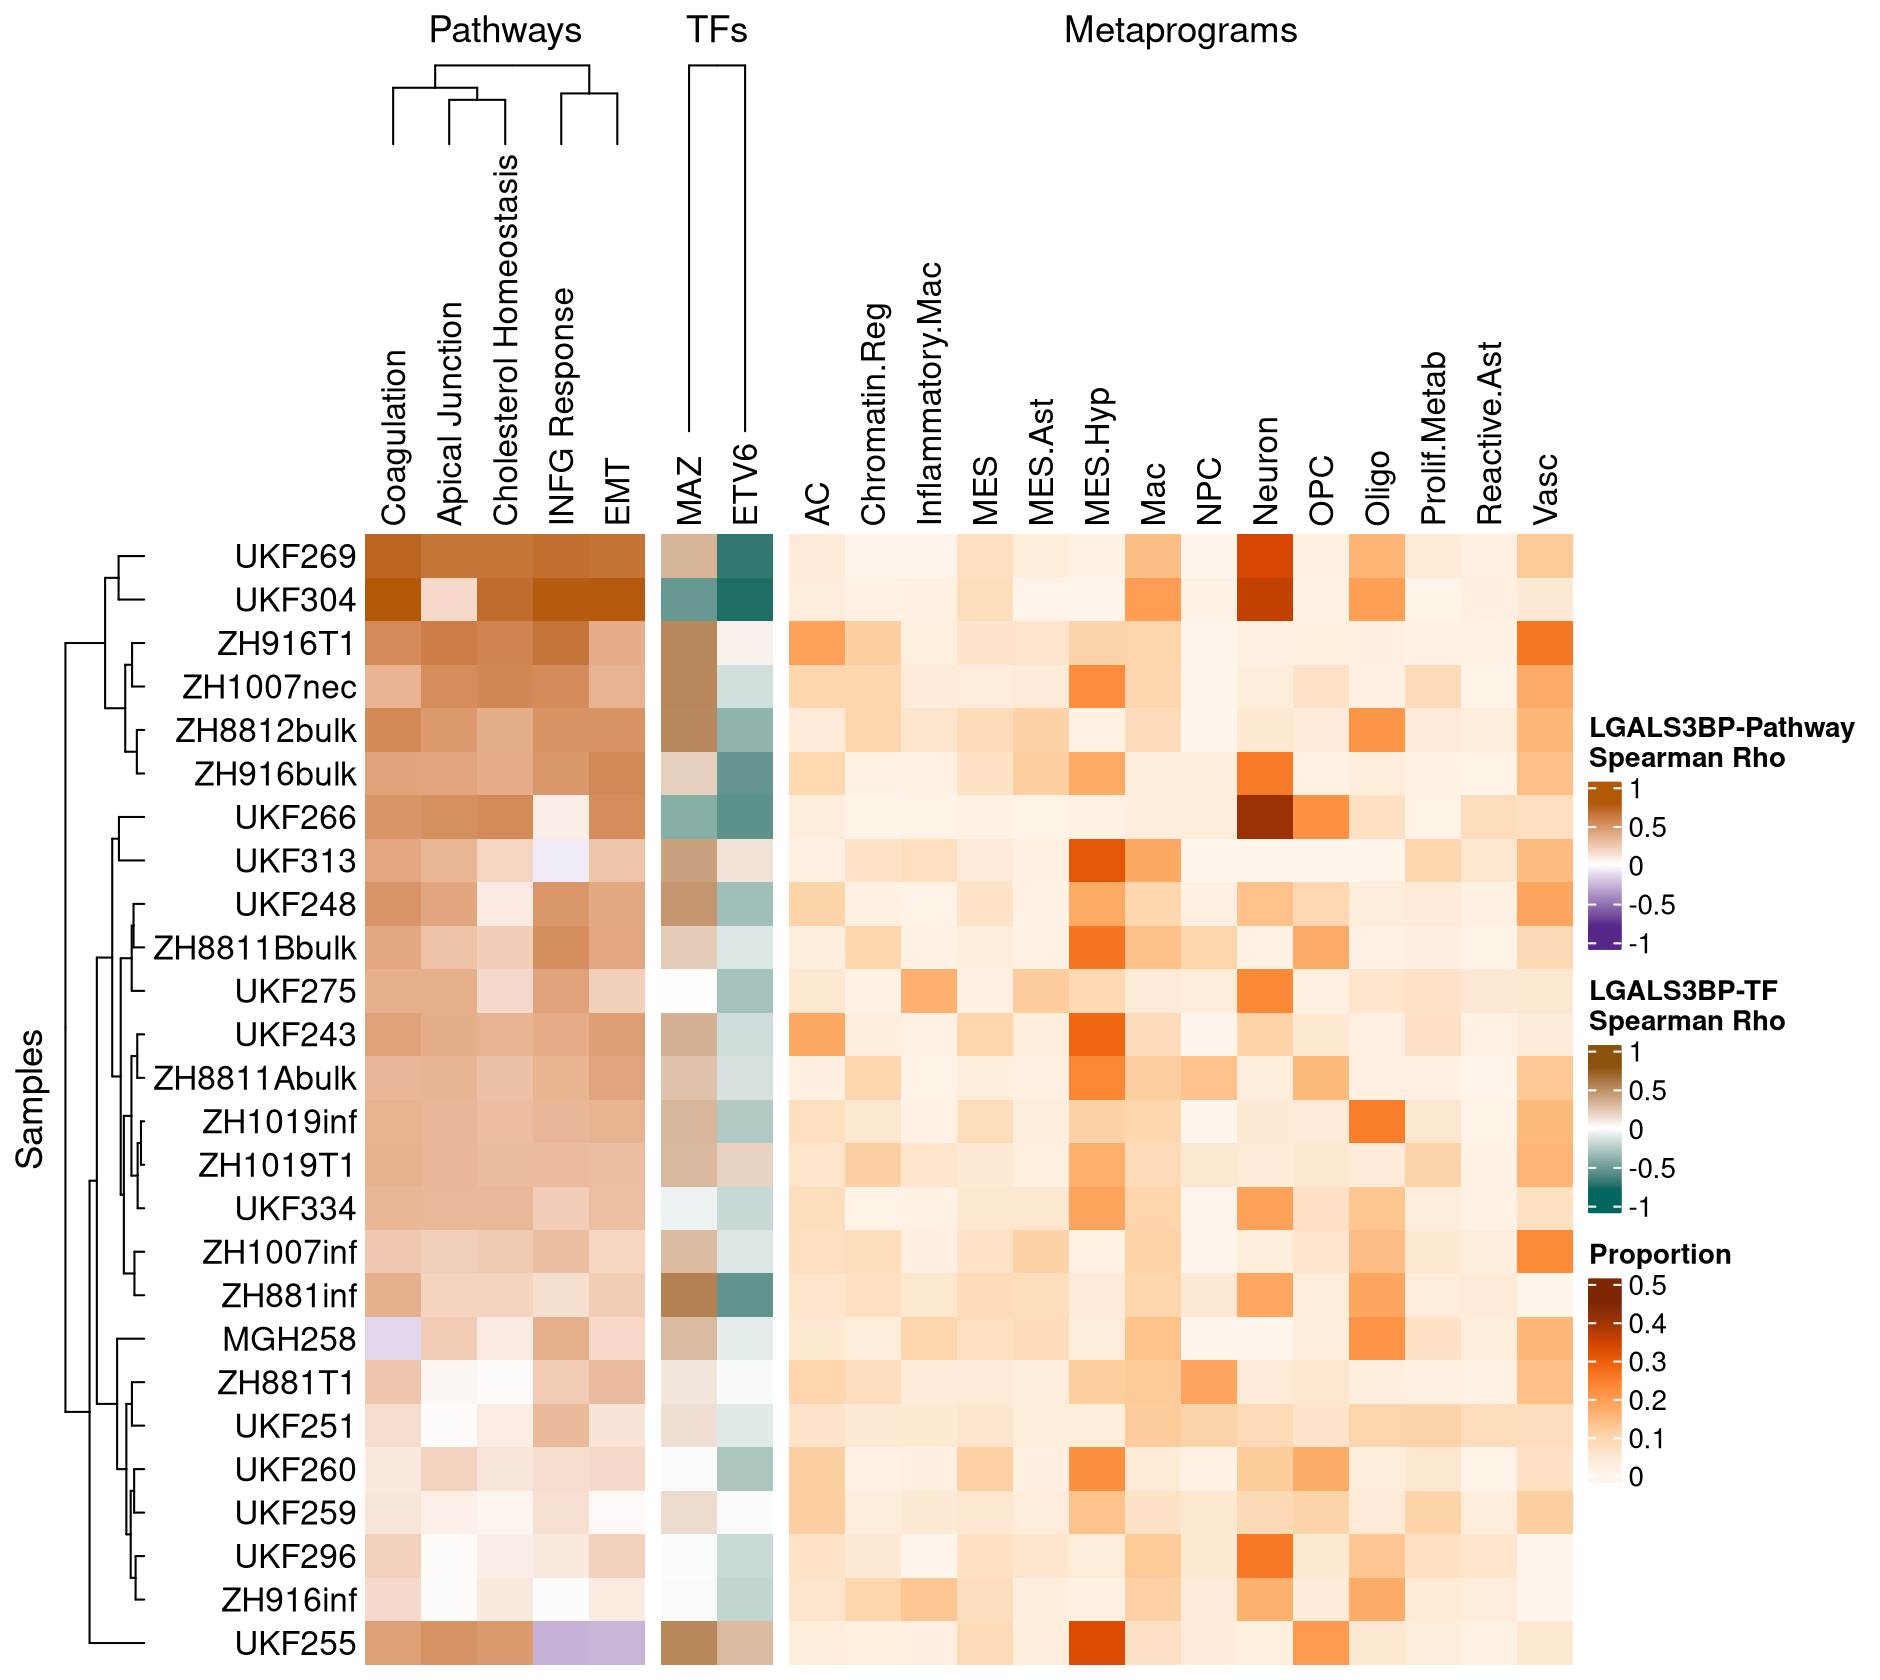 Pathways
TFs
Metaprograms
Coagulation
Apical Junction
Cholesterol Homeostasis
INFG Response
EMT
MAZ
ETV6
AC
Chromatin.Reg
Inflammatory.Mac
MES
MES.Ast
MES.Hyp
Mac
NPC
Neuron
OPC
Oligo
Prolif.Metab
Reactive.Ast
Vasc
Samples
UKF269
UKF304
ZH916T1
ZH1007nec
ZH8812bulk
ZH916bulk
UKF266
UKF313
UKF248
ZH8811Bbulk
UKF275
UKF243
ZH8811Abulk
ZH1019inf
ZH1019T1
UKF334
ZH1007inf
ZH881inf
MGH258
ZH881T1
UKF251
UKF260
UKF259
UKF296
ZH916inf
UKF255
LGALS3BP-Pathway
Spearman Rho
1
0.5
0
-0.5
-1
LGALS3BP-TF
Spearman Rho
1
0.5
0
-0.5
-1
Proportion
0.5
0.4
0.3
0.2
0.1
0